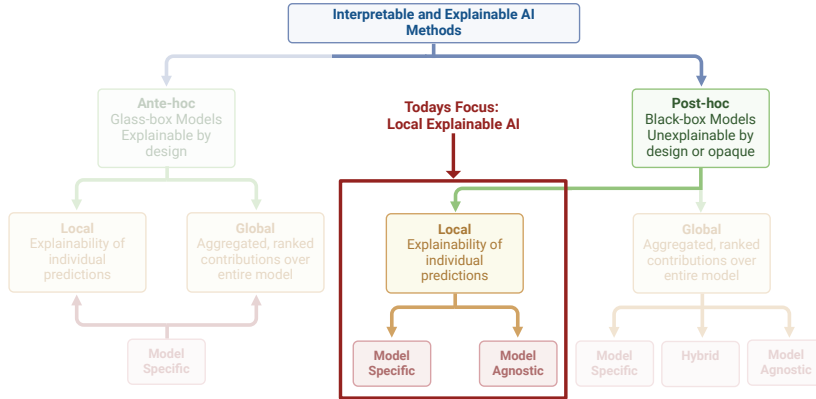 Interpretable and Explainable AI
Methods
Ante-hoc
Glass-box Models
Explainable by
design
Todays Focus:
Local Explainable AI
Post-hoc
Black-box Models
Unexplainable by
design or opaque
Local
Explainability of
individual
predictions
Global
Aggregated, ranked
contributions over
entire model
Local
Explainability of
individual
predictions
Global
Aggregated, ranked
contributions over
entire model
Model
Specific
Model
Specific
Model
Agnostic
Model
Specific
Hybrid
Model
Agnostic